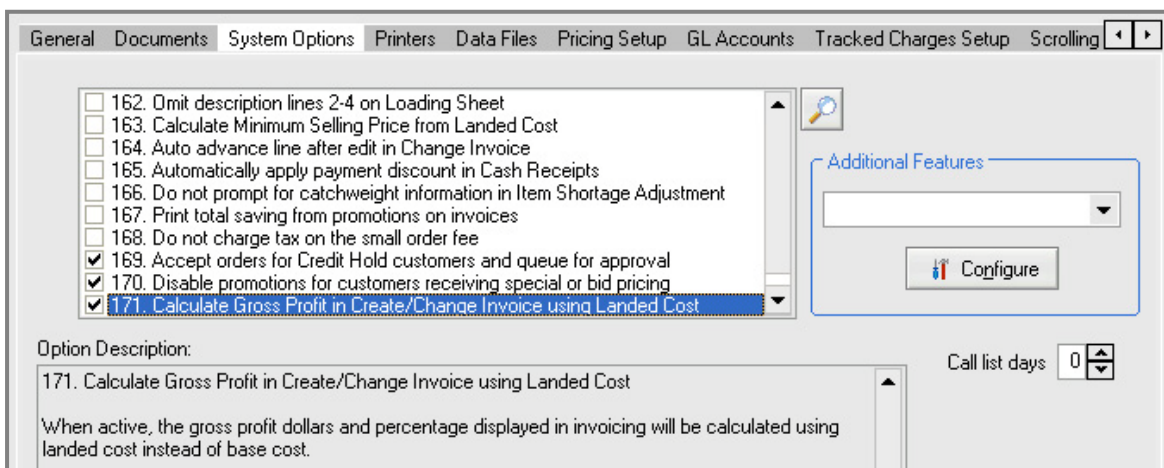 General Documents System Options Printers Data Files Pricing Setup GL Accounts Tracked Charges Setup Scrolling
162. Omit description lines 2-4 on Loading Sheet
163. Calculate Minimum Selling Price from Landed Cost
164. Auto advance line after edit in Change Invoice
165. Automatically apply payment discount in Cash Receipts
166. Do not prompt for catchweight information in Item Shortage Adjustment
167. Print total saving from promotions on invoices
168. Do not charge tax on the small order fee
169. Accept orders for Credit Hold customers and queue for approval
170. Disable promotions for customers receiving special or bid pricing
171. Calculate Gross Profit in Create/Change Invoice using Landed Cost
Additional Features
Configure
Option Description:
Call list days 0
171. Calculate Gross Profit in Create/Change Invoice using Landed Cost
When active, the gross profit dollars and percentage displayed in invoicing will be calculated using
landed cost instead of base cost.